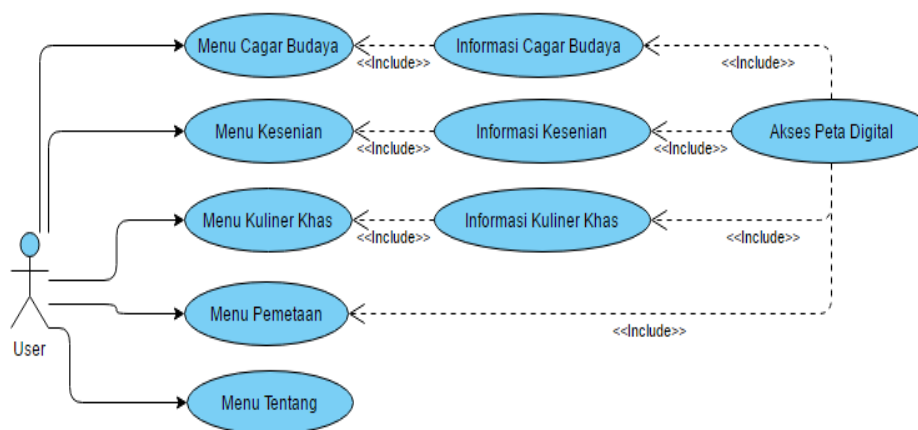 Menu Cagar Budaya
Informasi Cagar Budaya
<<Include>>
<<Include>>
Menu Kesenian
Informasi Kesenian
Akses Peta Digital
<<Include>>
<<Include>>
Menu Kuliner Khas
Informasi Kuliner Khas
<<Include>>
<<Include>>
Menu Pemetaan
<<Include>>
User
Menu Tentang